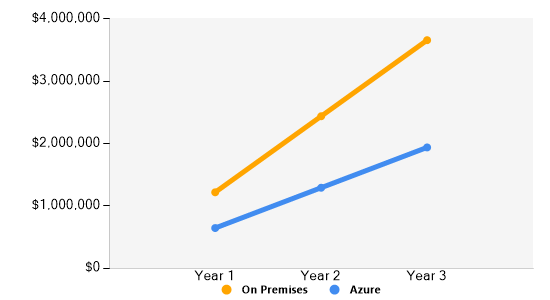 $4,000,000
$3,000,000
$2,000,000
$1,000,000
$0
Year 1 Year 2 Year 3
On Premises Azure